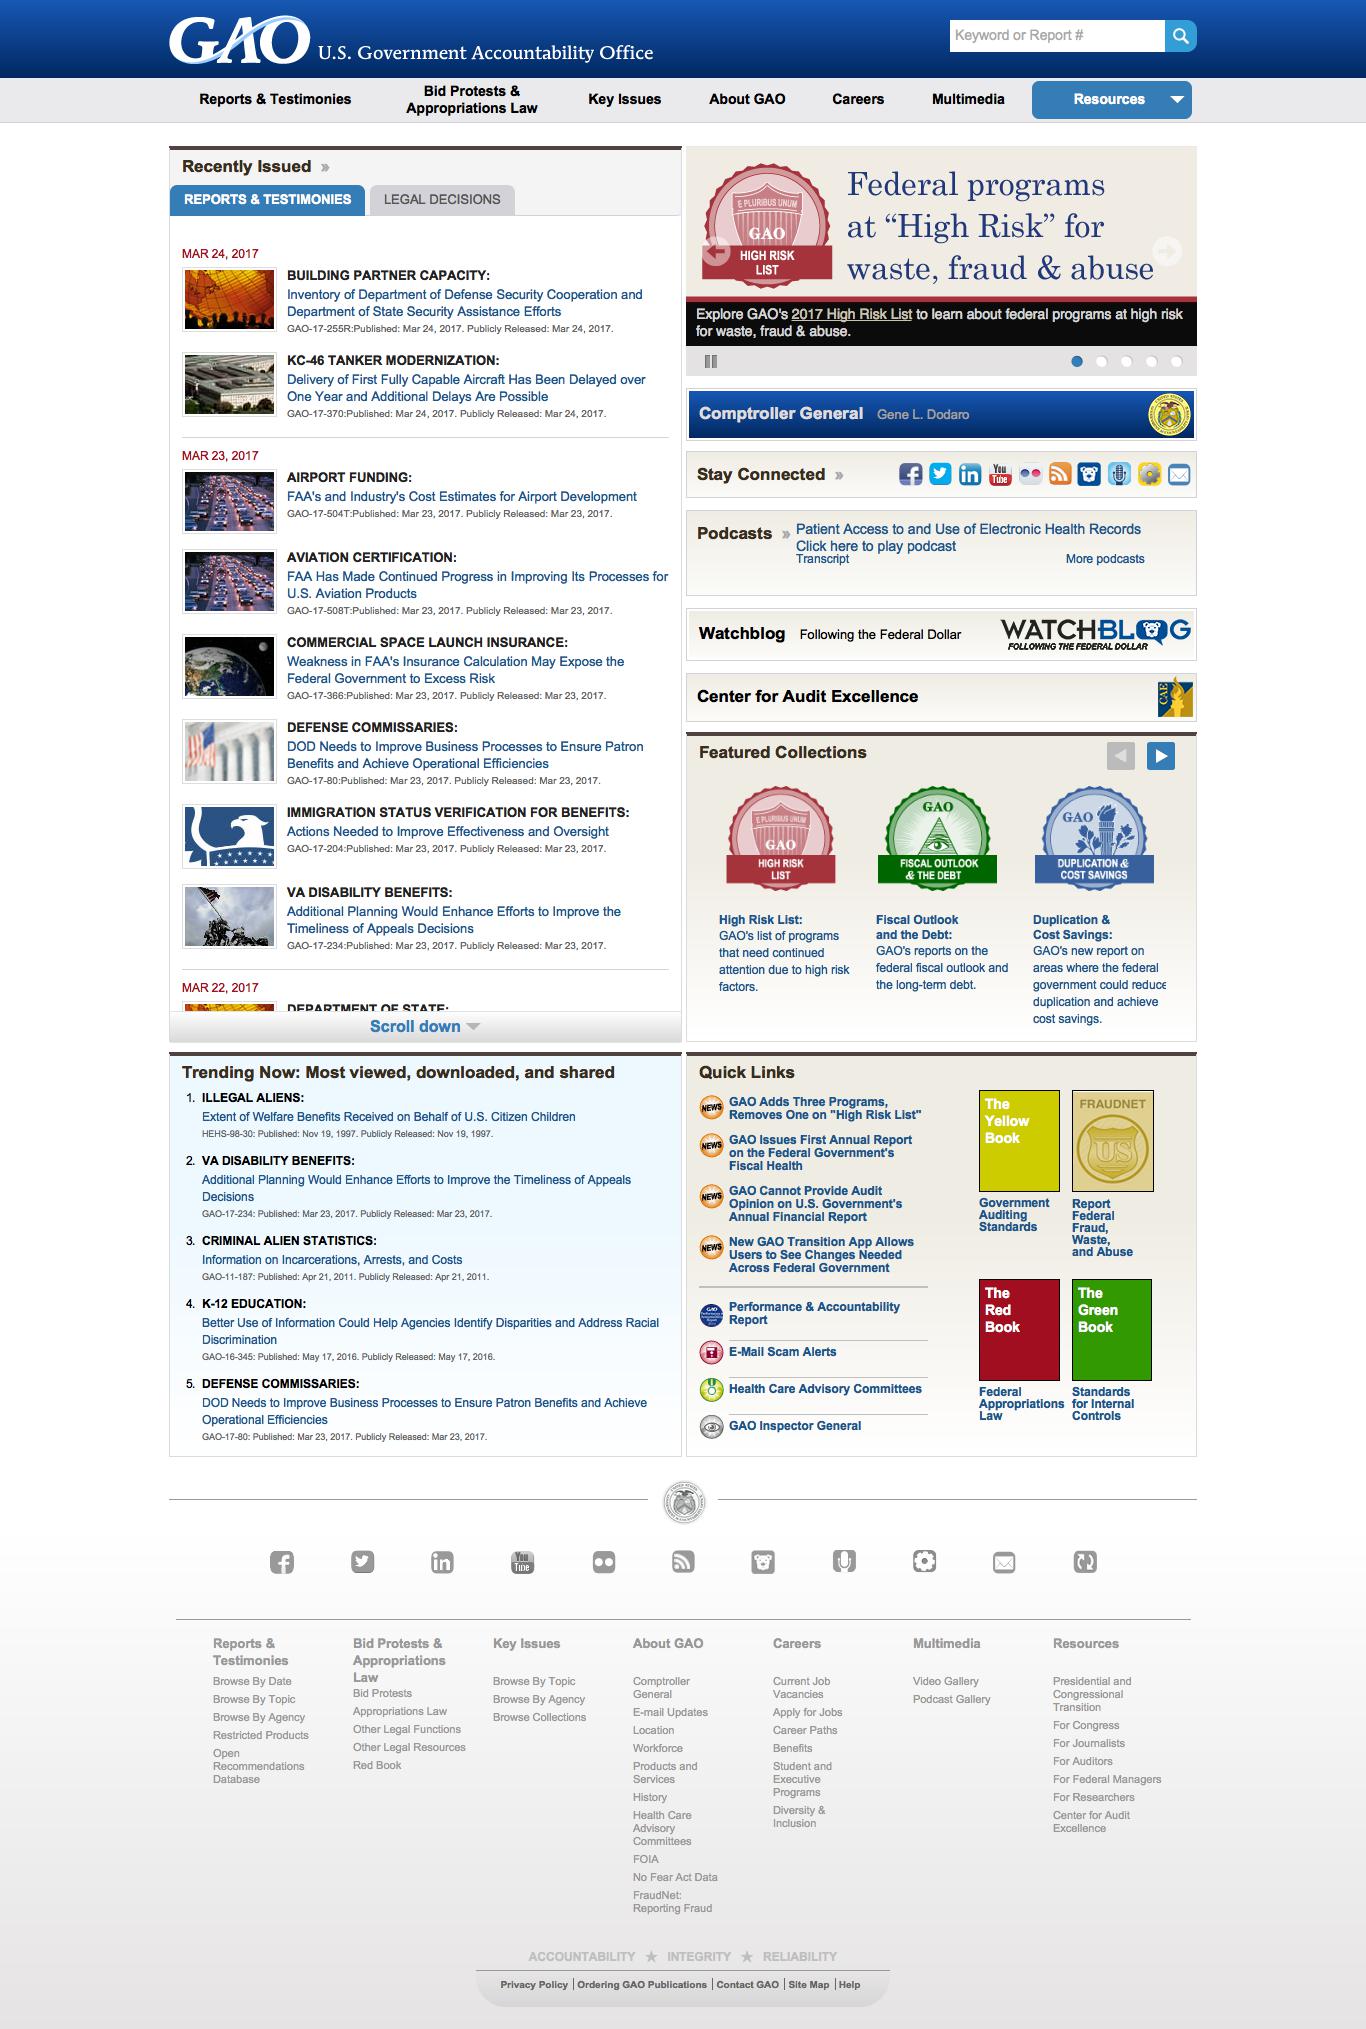 GAO U.S. Government Accountability Office
Keyword or Report #
Reports & Testimonies
Bid Protests &
Appropriations Law
Key Issues
About GAO
Careers
Multimedia
Resources
Recently Issued »
REPORTS & TESTIMONIES
LEGAL DECISIONS
MAR 24, 2017
BUILDING PARTNER CAPACITY:
Inventory of Department of Defense Security Cooperation and
Department of State Security Assistance Efforts
GAO-17-255R:Published: Mar 24, 2017. Publicly Released: Mar 24, 2017.
KC-46 TANKER MODERNIZATION:
Delivery of First Fully Capable Aircraft Has Been Delayed over
One Year and Additional Delays Are Possible
GAO-17-370:Published: Mar 24, 2017. Publicly Released: Mar 24, 2017.
MAR 23, 2017
AIRPORT FUNDING:
FAA's and Industry's Cost Estimates for Airport Development
GAO-17-504T:Published: Mar 23, 2017. Publicly Released: Mar 23, 2017.
AVIATION CERTIFICATION:
FAA Has Made Continued Progress in Improving Its Processes for
U.S. Aviation Products
GAO-17-508T:Published: Mar 23, 2017. Publicly Released: Mar 23, 2017.
COMMERCIAL SPACE LAUNCH INSURANCE:
Weakness in FAA's Insurance Calculation May Expose the
Federal Government to Excess Risk
GAO-17-366:Published: Mar 23, 2017. Publicly Released: Mar 23, 2017.
DEFENSE COMMISSARIES:
DOD Needs to Improve Business Processes to Ensure Patron
Benefits and Achieve Operational Efficiencies
GAO-17-80:Published: Mar 23, 2017. Publicly Released: Mar 23, 2017.
IMMIGRATION STATUS VERIFICATION FOR BENEFITS:
Actions Needed to Improve Effectiveness and Oversight
GAO-17-204:Published: Mar 23, 2017. Publicly Released: Mar 23, 2017.
VA DISABILITY BENEFITS:
Additional Planning Would Enhance Efforts to Improve the
Timeliness of Appeals Decisions
GAO-17-234:Published: Mar 23, 2017. Publicly Released: Mar 23, 2017.
MAR 22, 2017
DEPARTMENT OF STATE:
Scroll down
E PLURIBUS UNUM
GAO
HIGH RISK
LIST
Federal programs
at “High Risk” for
waste, fraud & abuse
Explore GAO's 2017 High Risk List to learn about federal programs at high risk
for waste, fraud & abuse.
Comptroller General Gene L. Dodaro
Stay Connected »
You
Tube
Podcasts »
Patient Access to and Use of Electronic Health Records
Click here to play podcast
Transcript
More podcasts
Watchblog Following the Federal Dollar
WATCHBLOG
FOLLOWING THE FEDERAL DOLLAR
Center for Audit Excellence
CAE
Featured Collections
E PLURIBUS UNUM
GAO
HIGH RISK
LIST
GAO
FISCAL OUTLOOK
& THE DEBT
GAO
DUPLICATION &
COST SAVINGS
High Risk List:
GAO's list of programs
that need continued
attention due to high risk
factors.
Fiscal Outlook
and the Debt:
GAO's reports on the
federal fiscal outlook and
the long-term debt.
Duplication &
Cost Savings:
GAO's new report on
areas where the federal
government could reduce
duplication and achieve
cost savings.
Trending Now: Most viewed, downloaded, and shared
1. ILLEGAL ALIENS:
Extent of Welfare Benefits Received on Behalf of U.S. Citizen Children
HEHS-98-30: Published: Nov 19, 1997. Publicly Released: Nov 19, 1997.
2. VA DISABILITY BENEFITS:
Additional Planning Would Enhance Efforts to Improve the Timeliness of Appeals
Decisions
GAO-17-234: Published: Mar 23, 2017. Publicly Released: Mar 23, 2017.
3. CRIMINAL ALIEN STATISTICS:
Information on Incarcerations, Arrests, and Costs
GAO-11-187: Published: Apr 21, 2011. Publicly Released: Apr 21, 2011.
4. K-12 EDUCATION:
Better Use of Information Could Help Agencies Identify Disparities and Address Racial
Discrimination
GAO-16-345: Published: May 17, 2016. Publicly Released: May 17, 2016.
5. DEFENSE COMMISSARIES:
DOD Needs to Improve Business Processes to Ensure Patron Benefits and Achieve
Operational Efficiencies
GAO-17-80: Published: Mar 23, 2017. Publicly Released: Mar 23, 2017.
Quick Links
NEWS
GAO Adds Three Programs,
Removes One on "High Risk List"
NEWS
GAO Issues First Annual Report
on the Federal Government's
Fiscal Health
NEWS
GAO Cannot Provide Audit
Opinion on U.S. Government's
Annual Financial Report
NEWS
New GAO Transition App Allows
Users to See Changes Needed
Across Federal Government
Performance & Accountability
Report
E-Mail Scam Alerts
Health Care Advisory Committees
GAO Inspector General
The
Yellow
Book
Government
Auditing
Standards
FRAUDNET
US
Report
Federal
Fraud,
Waste,
and Abuse
The
Red
Book
Federal
Appropriations
Law
The
Green
Book
Standards
for Internal
Controls
You
Tube
Reports &
Testimonies
Browse By Date
Browse By Topic
Browse By Agency
Restricted Products
Open
Recommendations
Database
Bid Protests &
Appropriations
Law
Bid Protests
Appropriations Law
Other Legal Functions
Other Legal Resources
Red Book
Key Issues
Browse By Topic
Browse By Agency
Browse Collections
About GAO
Comptroller
General
E-mail Updates
Location
Workforce
Products and
Services
History
Health Care
Advisory
Committees
FOIA
No Fear Act Data
FraudNet:
Reporting Fraud
Careers
Current Job
Vacancies
Apply for Jobs
Career Paths
Benefits
Student and
Executive
Programs
Diversity &
Inclusion
Multimedia
Video Gallery
Podcast Gallery
Resources
Presidential and
Congressional
Transition
For Congress
For Journalists
For Auditors
For Federal Managers
For Researchers
Center for Audit
Excellence
ACCOUNTABILITY ★ INTEGRITY ★ RELIABILITY
Privacy Policy | Ordering GAO Publications | Contact GAO | Site Map | Help